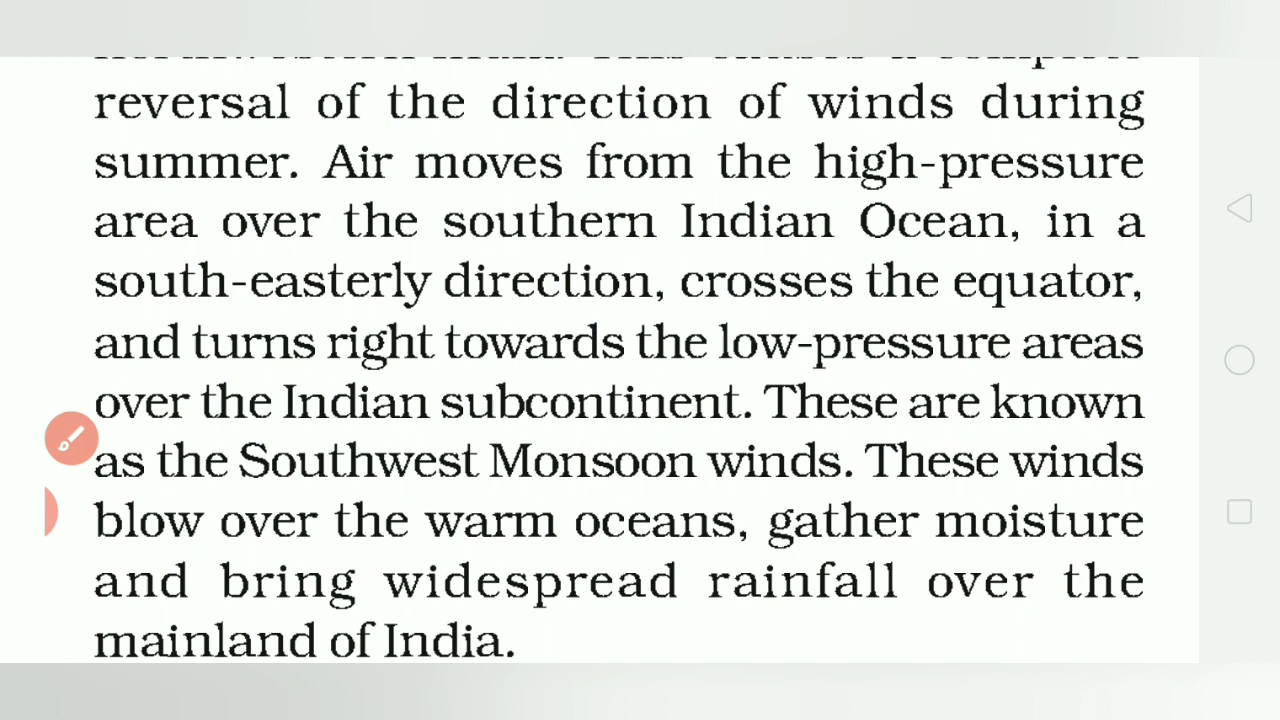 reversal of the direction of winds during
summer. Air moves from the high-pressure
area over the southern Indian Ocean, in a
south-easterly direction, crosses the equator,
and turns right towards the low-pressure areas
over the Indian subcontinent. These are known
as the Southwest Monsoon winds. These winds
blow over the warm oceans, gather moisture
and bring widespread rainfall over the
mainland of India.